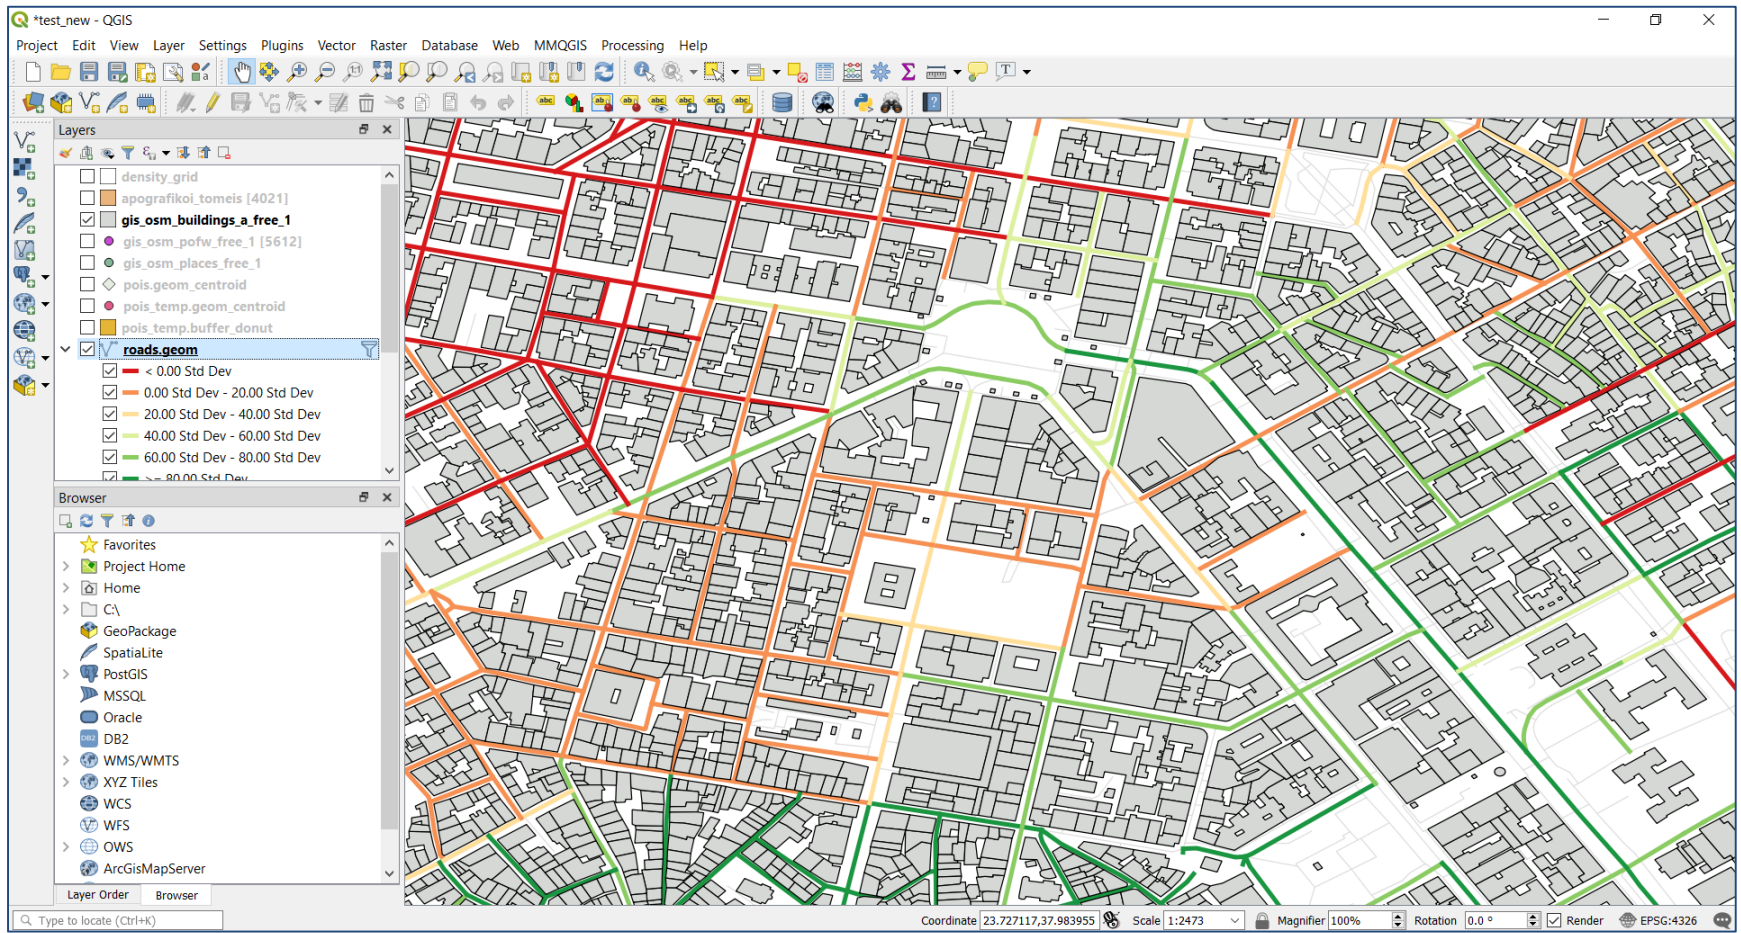 *test_new - QGIS
Project Edit View Layer Settings Plugins Vector Raster Database Web MMQGIS Processing Help
Layers
density_grid
apografikoi_tomeis [4021]
gis_osm_buildings_a_free_1
gis_osm_pofw_free_1 [5612]
gis_osm_places_free_1
pois.geom_centroid
pois_temp.geom_centroid
pois_temp.buffer_donut
roads.geom
< 0.00 Std Dev
0.00 Std Dev - 20.00 Std Dev
20.00 Std Dev - 40.00 Std Dev
40.00 Std Dev - 60.00 Std Dev
60.00 Std Dev - 80.00 Std Dev
>= 80.00 Std Dev
Browser
Favorites
Project Home
Home
C:\
GeoPackage
SpatiaLite
PostGIS
MSSQL
Oracle
DB2
WMS/WMTS
XYZ Tiles
WCS
WFS
OWS
ArcGisMapServer
Layer Order Browser
Type to locate (Ctrl+K) Coordinate 23.727117,37.983955 Scale 1:2473 Magnifier 100% Rotation 0.0 ° Render EPSG:4326